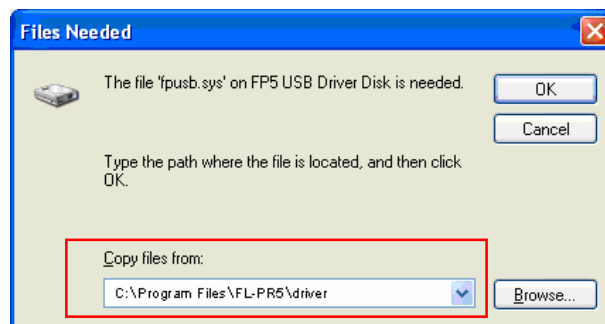 Files Needed
The file 'fpusb.sys' on FP5 USB Driver Disk is needed.
OK
Cancel
Type the path where the file is located, and then click
OK.
Copy files from:
C:\Program Files\FL-PR5\driver
Browse...